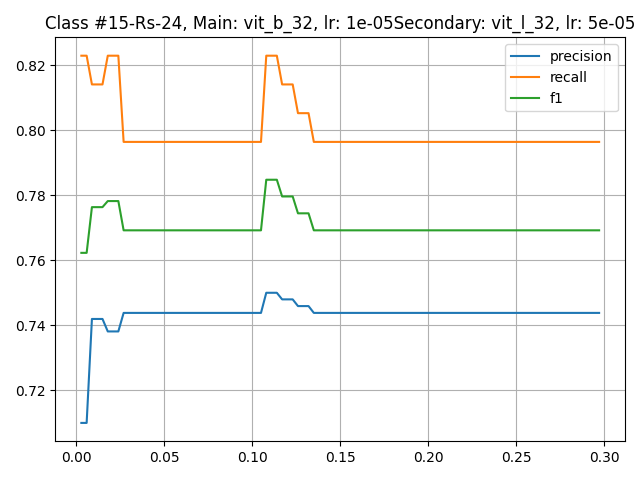 Class #15-Rs-24, Main: vit_b_32, lr: 1e-05Secondary: vit_l_32, lr: 5e-05
precision
recall
f1
0.82
0.80
0.78
0.76
0.74
0.72
0.00 0.05 0.10 0.15 0.20 0.25 0.30